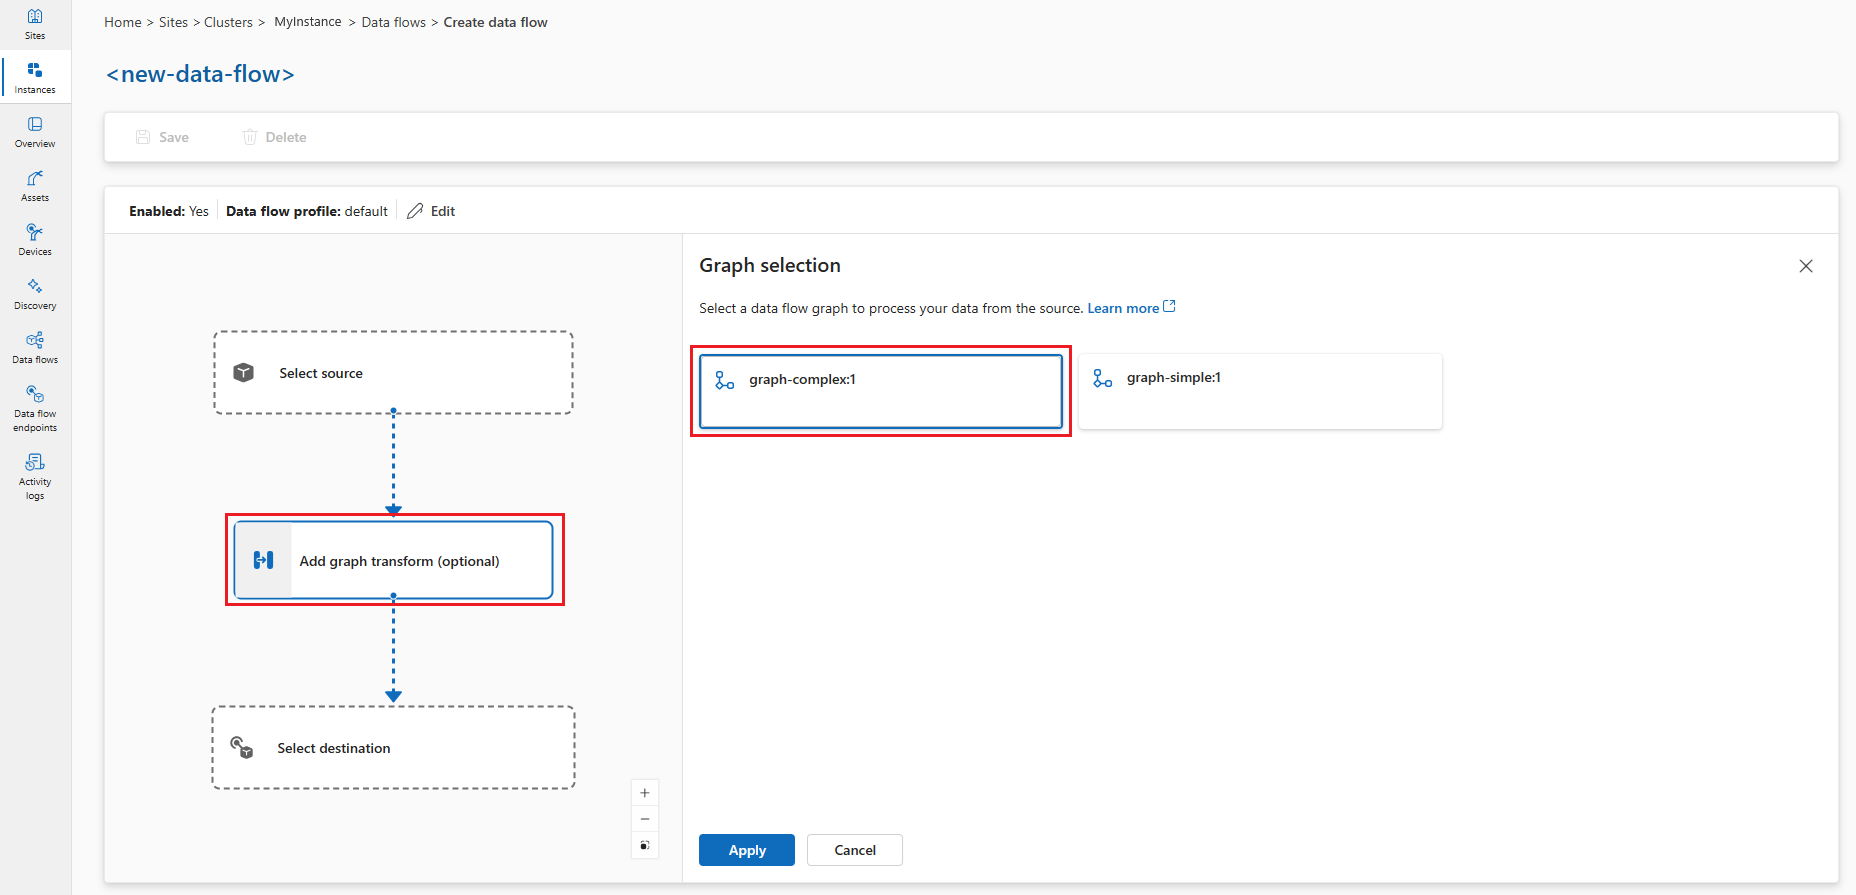 Sites
Instances
Overview
Assets
Devices
Discovery
Data flows
Data flow
endpoints
Activity
logs
Home > Sites > Clusters > MyInstance > Data flows > Create data flow
<new-data-flow>
Save Delete
Enabled: Yes Data flow profile: default Edit
Select source
Add graph transform (optional)
Select destination
Graph selection
Select a data flow graph to process your data from the source. Learn more
graph-complex:1 graph-simple:1
Apply Cancel